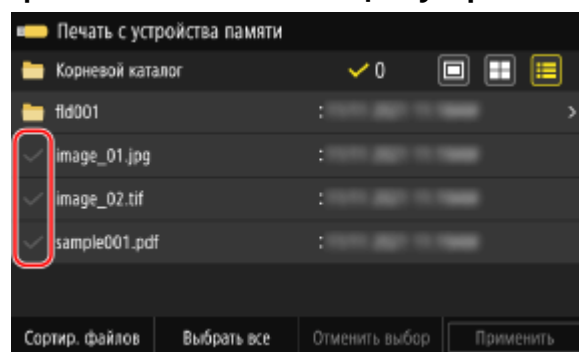 Печать с устройства памяти
Корневой каталог 0
fld001 :
image_01.jpg :
image_02.tif :
sample001.pdf :
Сортир. файлов Выбрать все Отменить выбор Применить